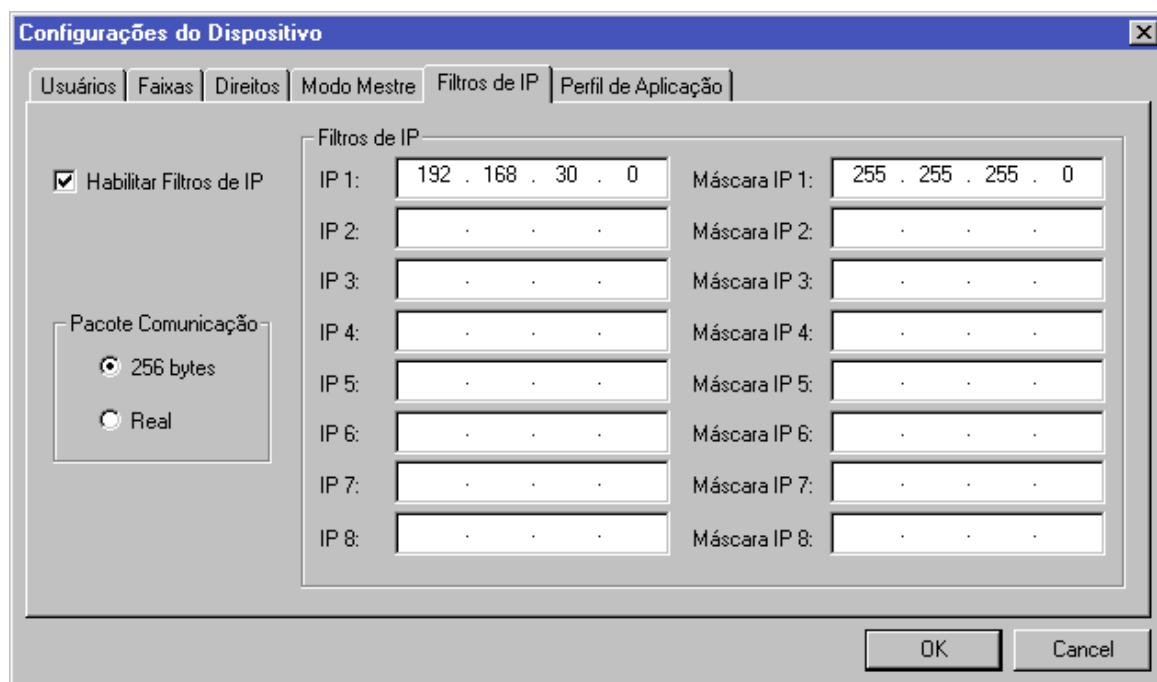 Configurações do Dispositivo
Usuários Faixas Direitos Modo Mestre Filtros de IP Perfil de Aplicação
Filtros de IP
Habilitar Filtros de IP
IP 1: 192 . 168 . 30 . 0 Máscara IP 1: 255 . 255 . 255 . 0
IP 2: . . . Máscara IP 2: . . .
IP 3: . . . Máscara IP 3: . . .
Pacote Comunicação
256 bytes
Real
IP 4: . . . Máscara IP 4: . . .
IP 5: . . . Máscara IP 5: . . .
IP 6: . . . Máscara IP 6: . . .
IP 7: . . . Máscara IP 7: . . .
IP 8: . . . Máscara IP 8: . . .
OK Cancel